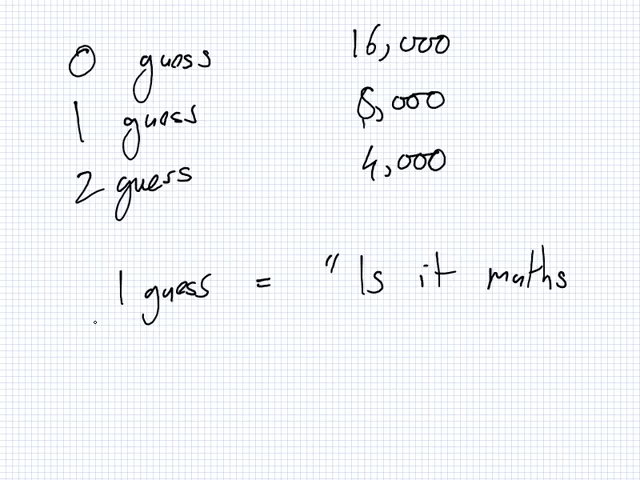 0 guess 16,000
1 guess 8,000
2 guess 4,000
1 guess = "Is it maths